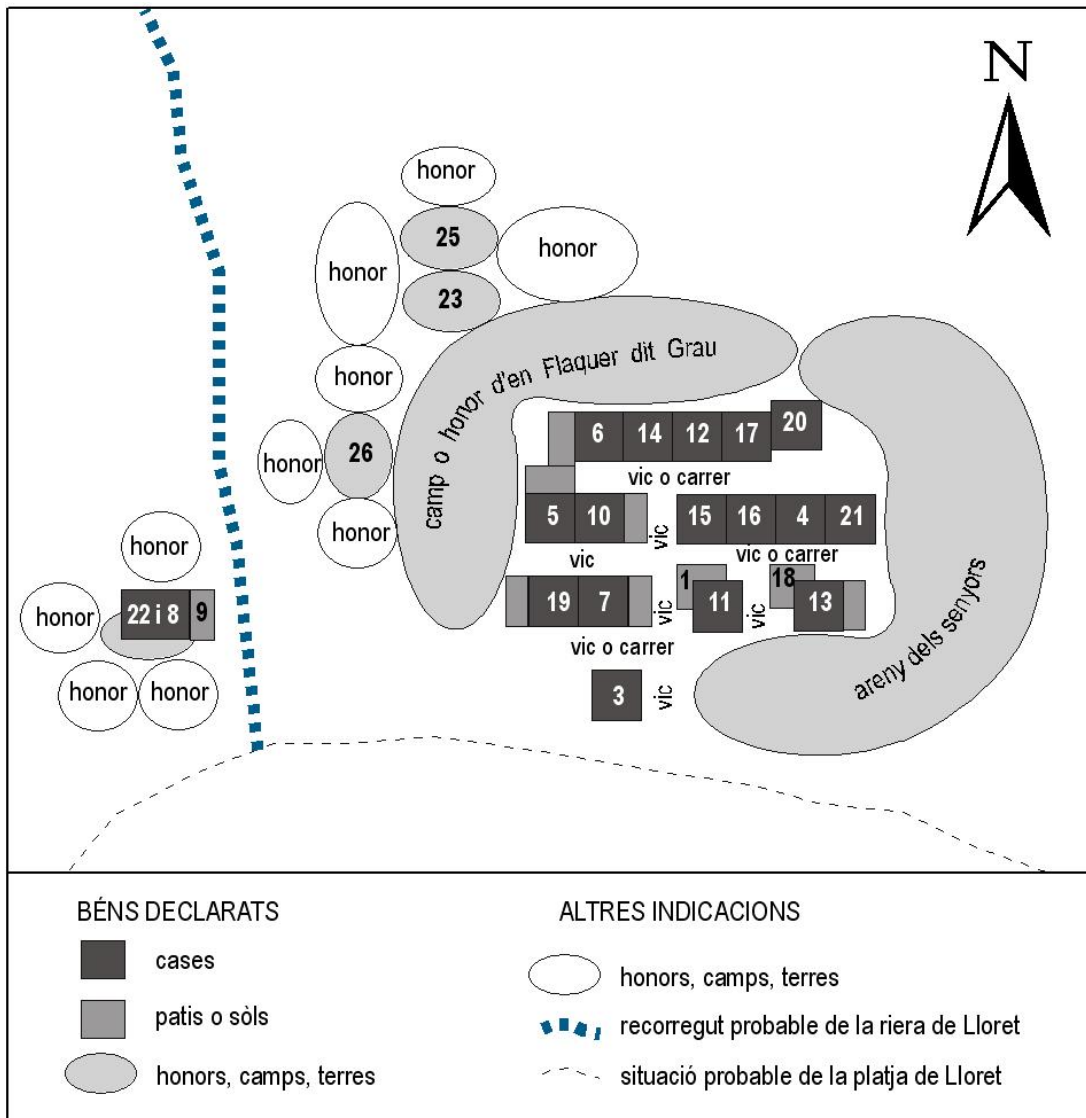 N
honor
25
honor
honor
23
honor
camp o honor d'en Flaquer dit Grau
honor
26
honor
6 14 12 17 20
vic o carrer
5 10
vic
15 16 4 21
vic
vic o carrer
19 7
vic
1
11
vic
18
13
vic o carrer
3
vic
areny dels senyors
honor
honor
22 i 8
9
honor
honor
BÉNS DECLARATS
cases
patis o sòls
honors, camps, terres
ALTRES INDICACIONS
honors, camps, terres
recorregut probable de la riera de Lloret
situació probable de la platja de Lloret